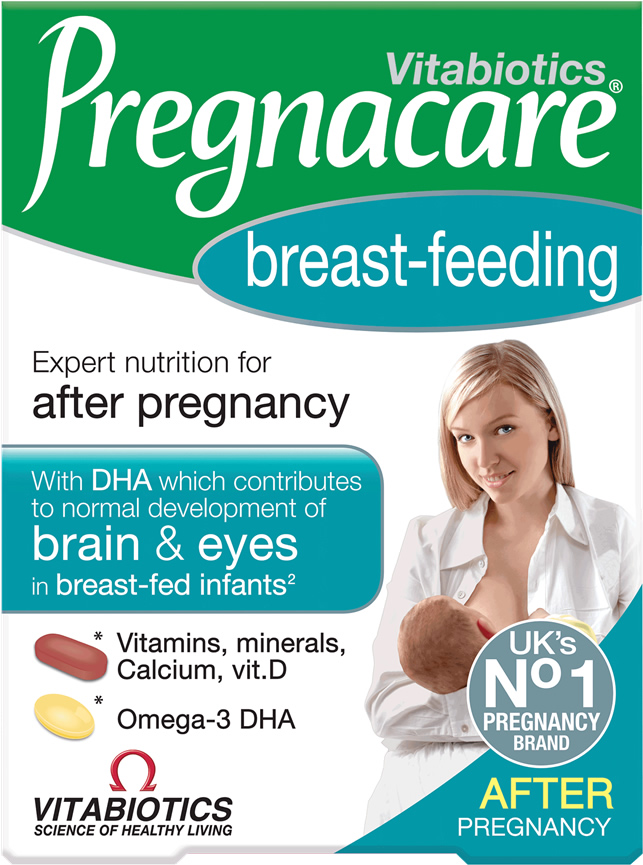 Vitabiotics
Pregnacare®
breast-feeding
Expert nutrition for
after pregnancy
With DHA which contributes
to normal development of
brain & eyes
in breast-fed infants²
* Vitamins, minerals,
Calcium, vit.D
* Omega-3 DHA
UK's
Nº1
PREGNANCY
BRAND
VITABIOTICS
SCIENCE OF HEALTHY LIVING
AFTER
PREGNANCY